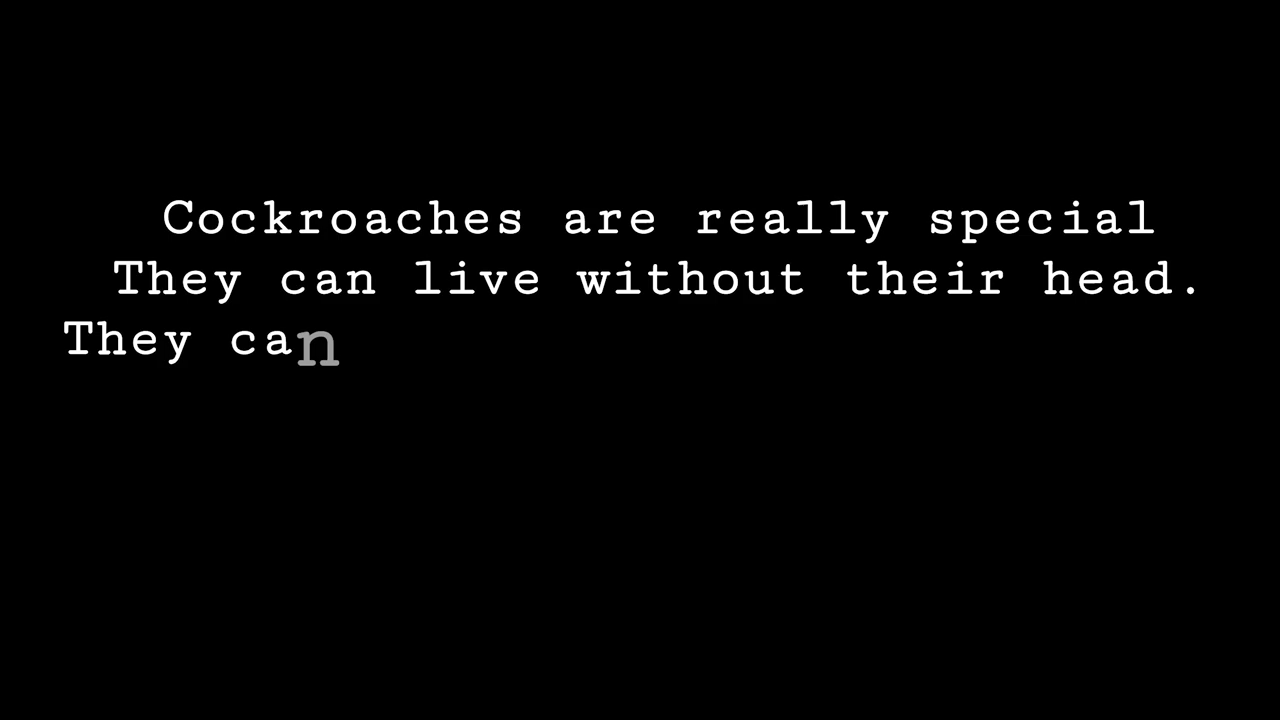 Cockroaches are really special
They can live without their head.
They can